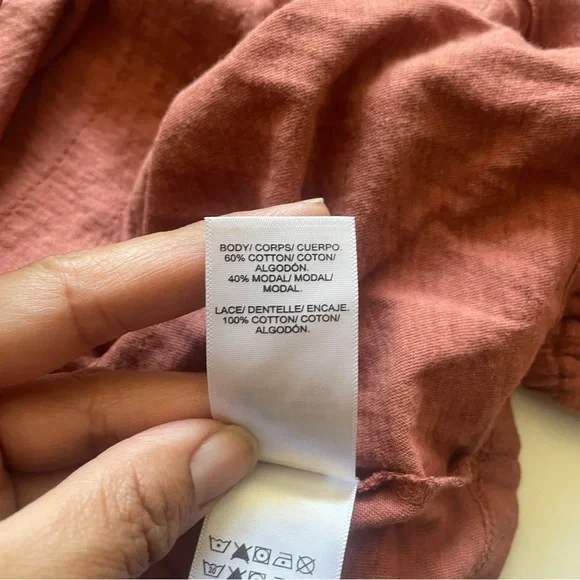 BODY/ CORPS/ CUERPO.
60% COTTON/ COTON/
ALGODÓN.
40% MODAL/ MODAL/
MODAL.
LACE/ DENTELLE/ ENCAJE.
100% COTTON/ COTON/
ALGODÓN.